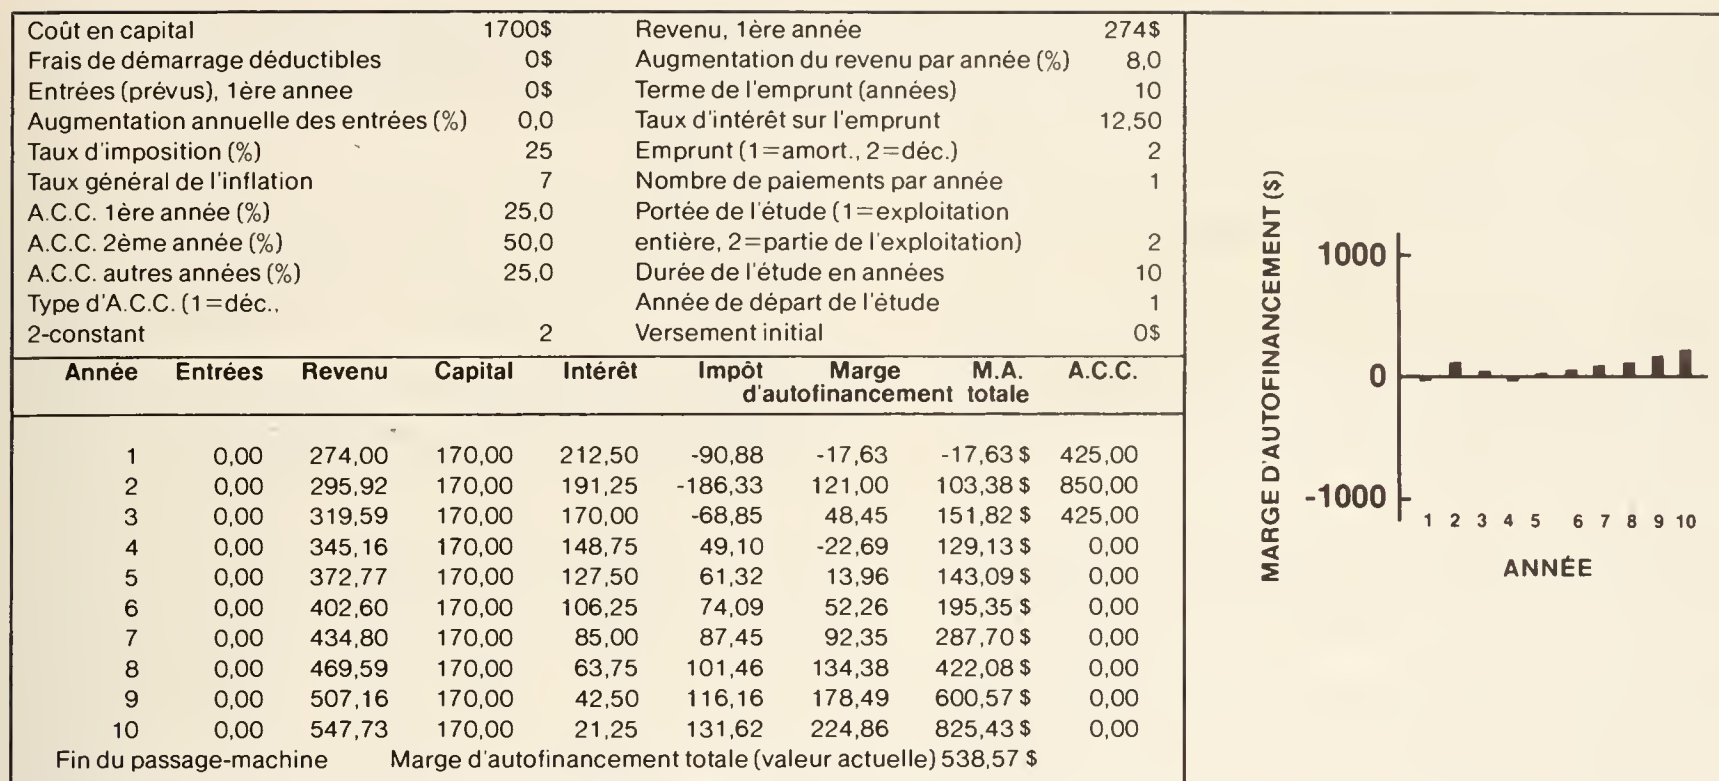 Coût en capital 1700$ Revenu, 1ère année 274$
Frais de démarrage déductibles 0$ Augmentation du revenu par année (%) 8,0
Entrées (prévus), 1ère annee 0$ Terme de l'emprunt (années) 10
Augmentation annuelle des entrées (%) 0,0 Taux d'intérêt sur l'emprunt 12,50
Taux d'imposition (%) 25 Emprunt (1=amort., 2=déc.) 2
Taux général de l'inflation 7 Nombre de paiements par année 1
A.C.C. 1ère année (%) 25,0 Portée de l'étude (1=exploitation
A.C.C. 2ème année (%) 50,0 entière, 2=partie de l'exploitation) 2
A.C.C. autres années (%) 25,0 Durée de l'étude en années 10
Type d'A.C.C. (1=déc., Année de départ de l'étude 1
2-constant 2 Versement initial 0$
Année Entrées Revenu Capital Intérêt Impôt Marge M.A. A.C.C.
d'autofinancement totale
1 0,00 274,00 170,00 212,50 -90,88 -17,63 -17,63 $ 425,00
2 0,00 295,92 170,00 191,25 -186,33 121,00 103,38 $ 850,00
3 0,00 319,59 170,00 170,00 -68,85 48,45 151,82 $ 425,00
4 0,00 345,16 170,00 148,75 49,10 -22,69 129,13 $ 0,00
5 0,00 372,77 170,00 127,50 61,32 13,96 143,09 $ 0,00
6 0,00 402,60 170,00 106,25 74,09 52,26 195,35 $ 0,00
7 0,00 434,80 170,00 85,00 87,45 92,35 287,70 $ 0,00
8 0,00 469,59 170,00 63,75 101,46 134,38 422,08 $ 0,00
9 0,00 507,16 170,00 42,50 116,16 178,49 600,57 $ 0,00
10 0,00 547,73 170,00 21,25 131,62 224,86 825,43 $ 0,00
Fin du passage-machine Marge d'autofinancement totale (valeur actuelle) 538,57 $
MARGE D'AUTOFINANCEMENT ($)
1000
0
-1000
1 2 3 4 5 6 7 8 9 10
ANNÉE